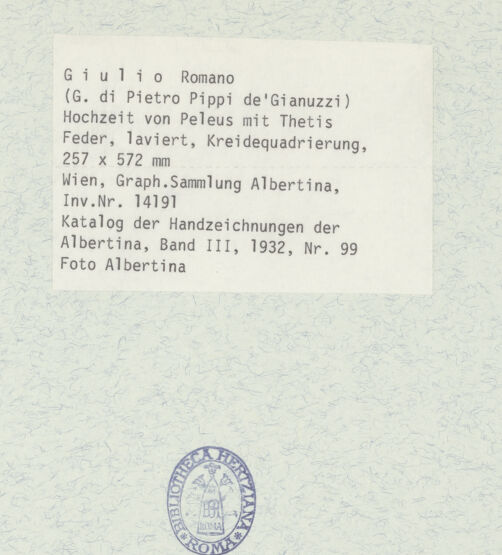 Giulio Romano
(G. di Pietro Pippi de'Gianuzzi)
Hochzeit von Peleus mit Thetis
Feder, laviert, Kreidequadrierung,
257 x 572 mm
Wien, Graph.Sammlung Albertina,
Inv.Nr. 14191
Katalog der Handzeichnungen der
Albertina, Band III, 1932, Nr. 99
Foto Albertina
BIBLIOTHECA HERTZIANA
ROMA
ROMA